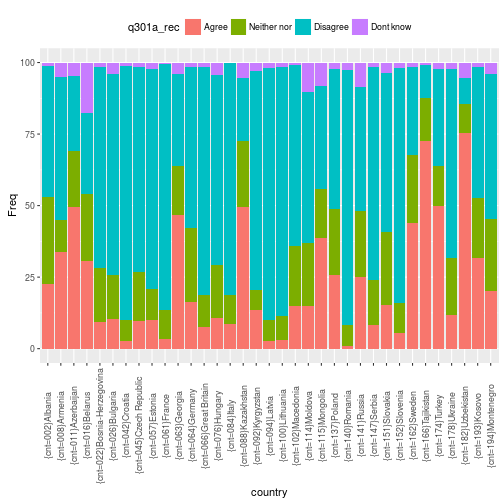 q301a_rec Agree Neither nor Disagree Dont know
100
75
50
25
0
Freq
{cnt=002}Albania
{cnt=008}Armenia
{cnt=011}Azerbaijan
{cnt=016}Belarus
{cnt=022}Bosnia-Herzegovina
{cnt=026}Bulgaria
{cnt=042}Croatia
{cnt=045}Czech Republic
{cnt=057}Estonia
{cnt=061}France
{cnt=063}Georgia
{cnt=064}Germany
{cnt=066}Great Britain
{cnt=076}Hungary
{cnt=084}Italy
{cnt=088}Kazakhstan
{cnt=092}Kyrgyzstan
{cnt=094}Latvia
{cnt=100}Lithuania
{cnt=102}Macedonia
{cnt=114}Moldova
{cnt=115}Mongolia
{cnt=137}Poland
{cnt=140}Romania
{cnt=141}Russia
{cnt=147}Serbia
{cnt=151}Slovakia
{cnt=152}Slovenia
{cnt=162}Sweden
{cnt=166}Tajikistan
{cnt=174}Turkey
{cnt=178}Ukraine
{cnt=182}Uzbekistan
{cnt=193}Kosovo
{cnt=194}Montenegro
country